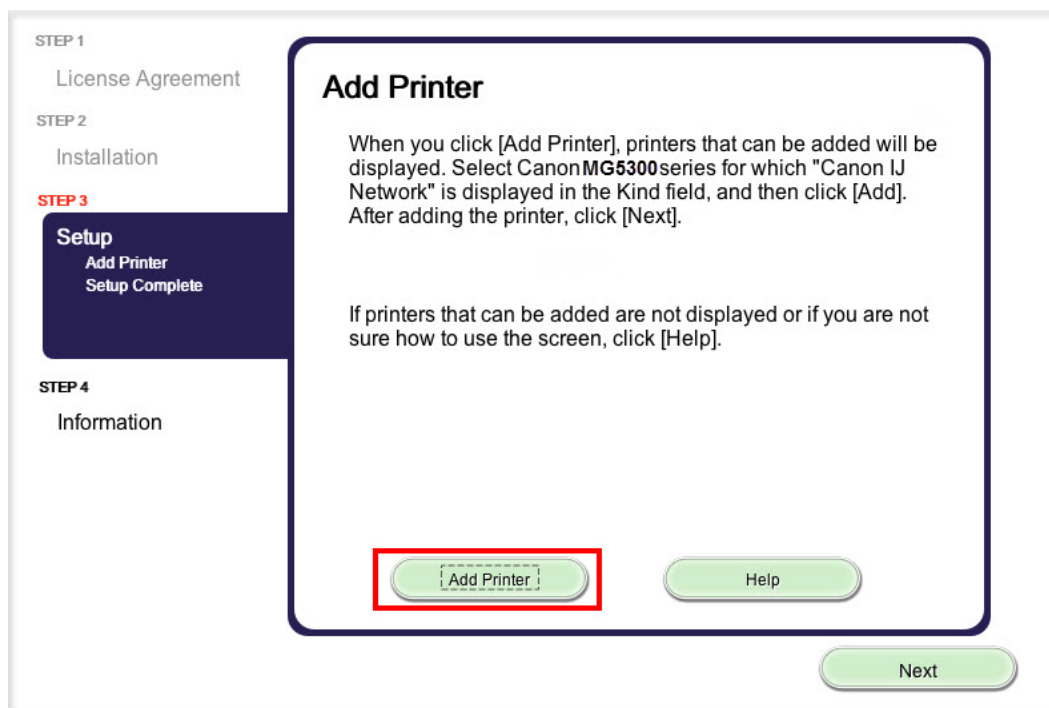 STEP 1
License Agreement
STEP 2
Installation
STEP 3
Setup
Add Printer
Setup Complete
STEP 4
Information
Add Printer
When you click [Add Printer], printers that can be added will be
displayed. Select Canon MG5300 series for which "Canon IJ
Network" is displayed in the Kind field, and then click [Add].
After adding the printer, click [Next].
If printers that can be added are not displayed or if you are not
sure how to use the screen, click [Help].
Add Printer
Help
Next